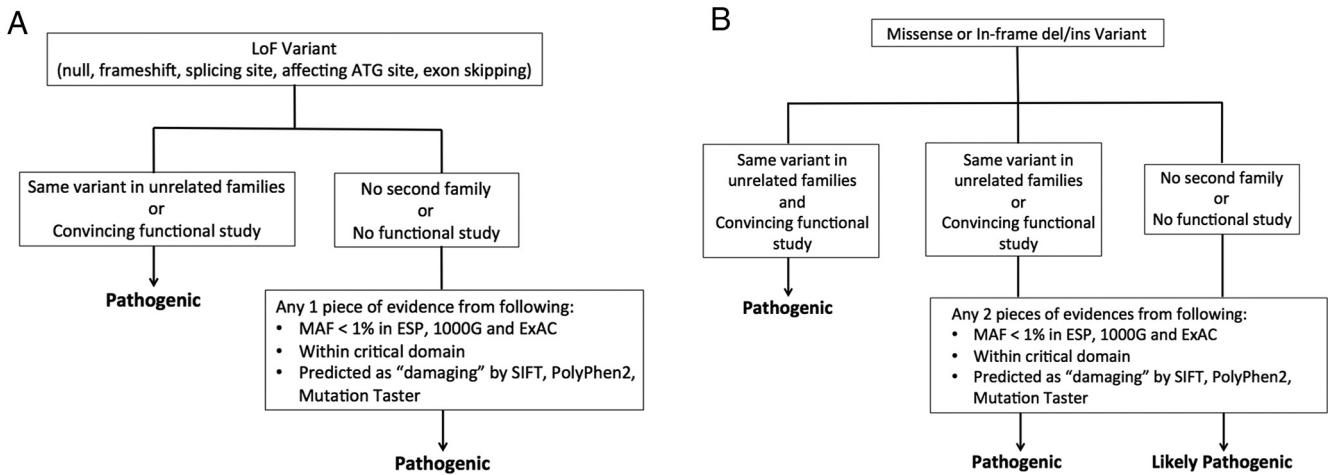 A
LoF Variant
(null, frameshift, splicing site, affecting ATG site, exon skipping)
Same variant in unrelated families
or
Convincing functional study
No second family
or
No functional study
Pathogenic
Any 1 piece of evidence from following:
• MAF < 1% in ESP, 1000G and ExAC
• Within critical domain
• Predicted as “damaging” by SIFT, PolyPhen2,
Mutation Taster
Pathogenic
B
Missense or In-frame del/ins Variant
Same variant in
unrelated families
and
Convincing functional
study
Same variant in
unrelated families
or
Convincing functional
study
No second family
or
No functional study
Pathogenic
Any 2 pieces of evidences from following:
• MAF < 1% in ESP, 1000G and ExAC
• Within critical domain
• Predicted as “damaging” by SIFT, PolyPhen2,
Mutation Taster
Pathogenic
Likely Pathogenic